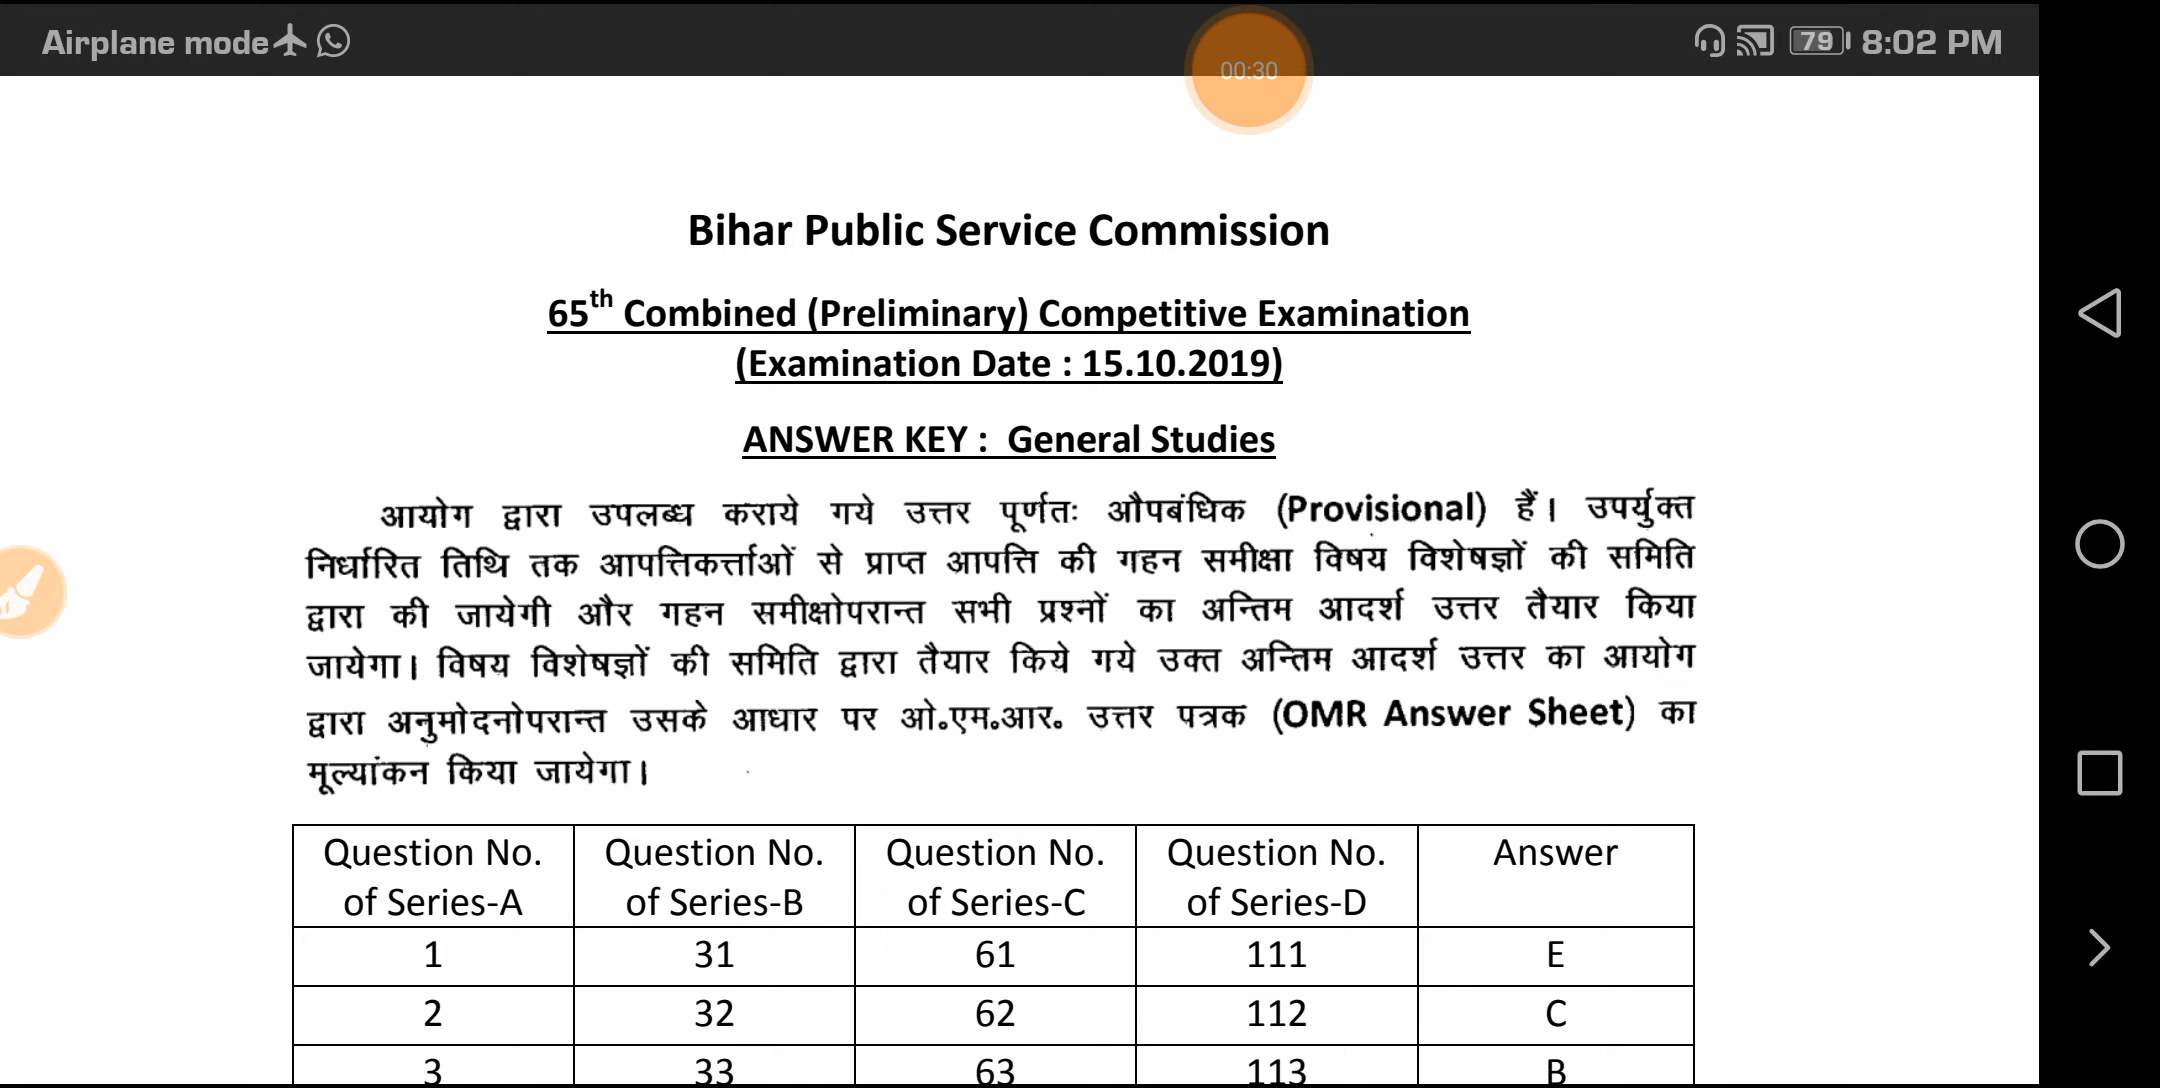 Airplane mode
00:30
79 8:02 PM
Bihar Public Service Commission
65th Combined (Preliminary) Competitive Examination
(Examination Date : 15.10.2019)
ANSWER KEY : General Studies
आयोग द्वारा उपलब्ध कराये गये उत्तर पूर्णतः औपबंधिक (Provisional) हैं। उपर्युक्त
निर्धारित तिथि तक आपत्तिकर्त्ताओं से प्राप्त आपत्ति की गहन समीक्षा विषय विशेषज्ञों की समिति
द्वारा की जायेगी और गहन समीक्षोपरान्त सभी प्रश्नों का अन्तिम आदर्श उत्तर तैयार किया
जायेगा। विषय विशेषज्ञों की समिति द्वारा तैयार किये गये उक्त अन्तिम आदर्श उत्तर का आयोग
द्वारा अनुमोदनोपरान्त उसके आधार पर ओ.एम.आर. उत्तर पत्रक (OMR Answer Sheet) का
मूल्यांकन किया जायेगा।
Question No. of Series-A Question No. of Series-B Question No. of Series-C Question No. of Series-D Answer
1 31 61 111 E
2 32 62 112 C
3 33 63 113 B